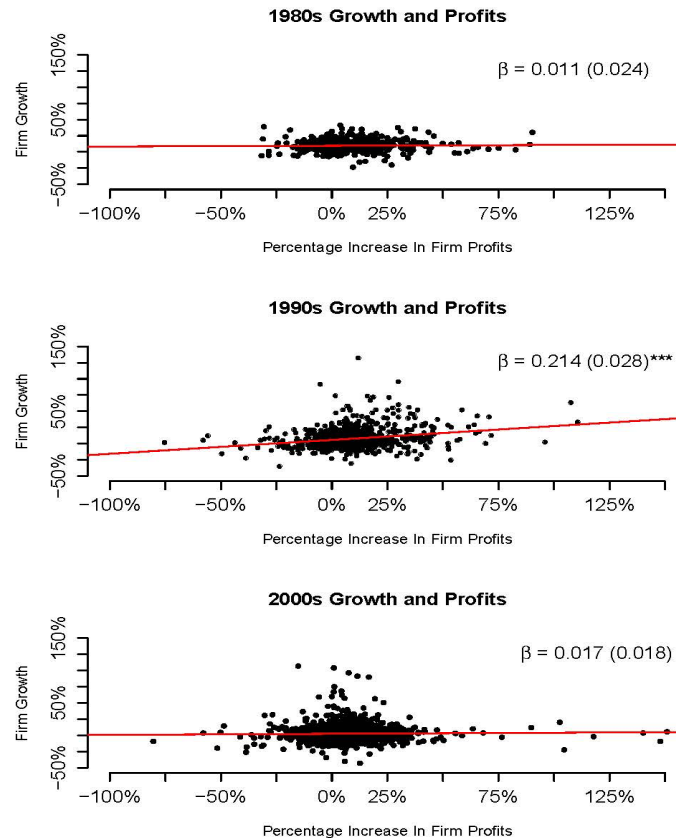 1980s Growth and Profits
150%
β = 0.011 (0.024)
50%
−50%
Firm Growth
−100% −50% 0% 25% 75% 125%
Percentage Increase In Firm Profits
1990s Growth and Profits
150%
β = 0.214 (0.028)***
50%
−50%
Firm Growth
−100% −50% 0% 25% 75% 125%
Percentage Increase In Firm Profits
2000s Growth and Profits
150%
β = 0.017 (0.018)
50%
−50%
Firm Growth
−100% −50% 0% 25% 75% 125%
Percentage Increase In Firm Profits